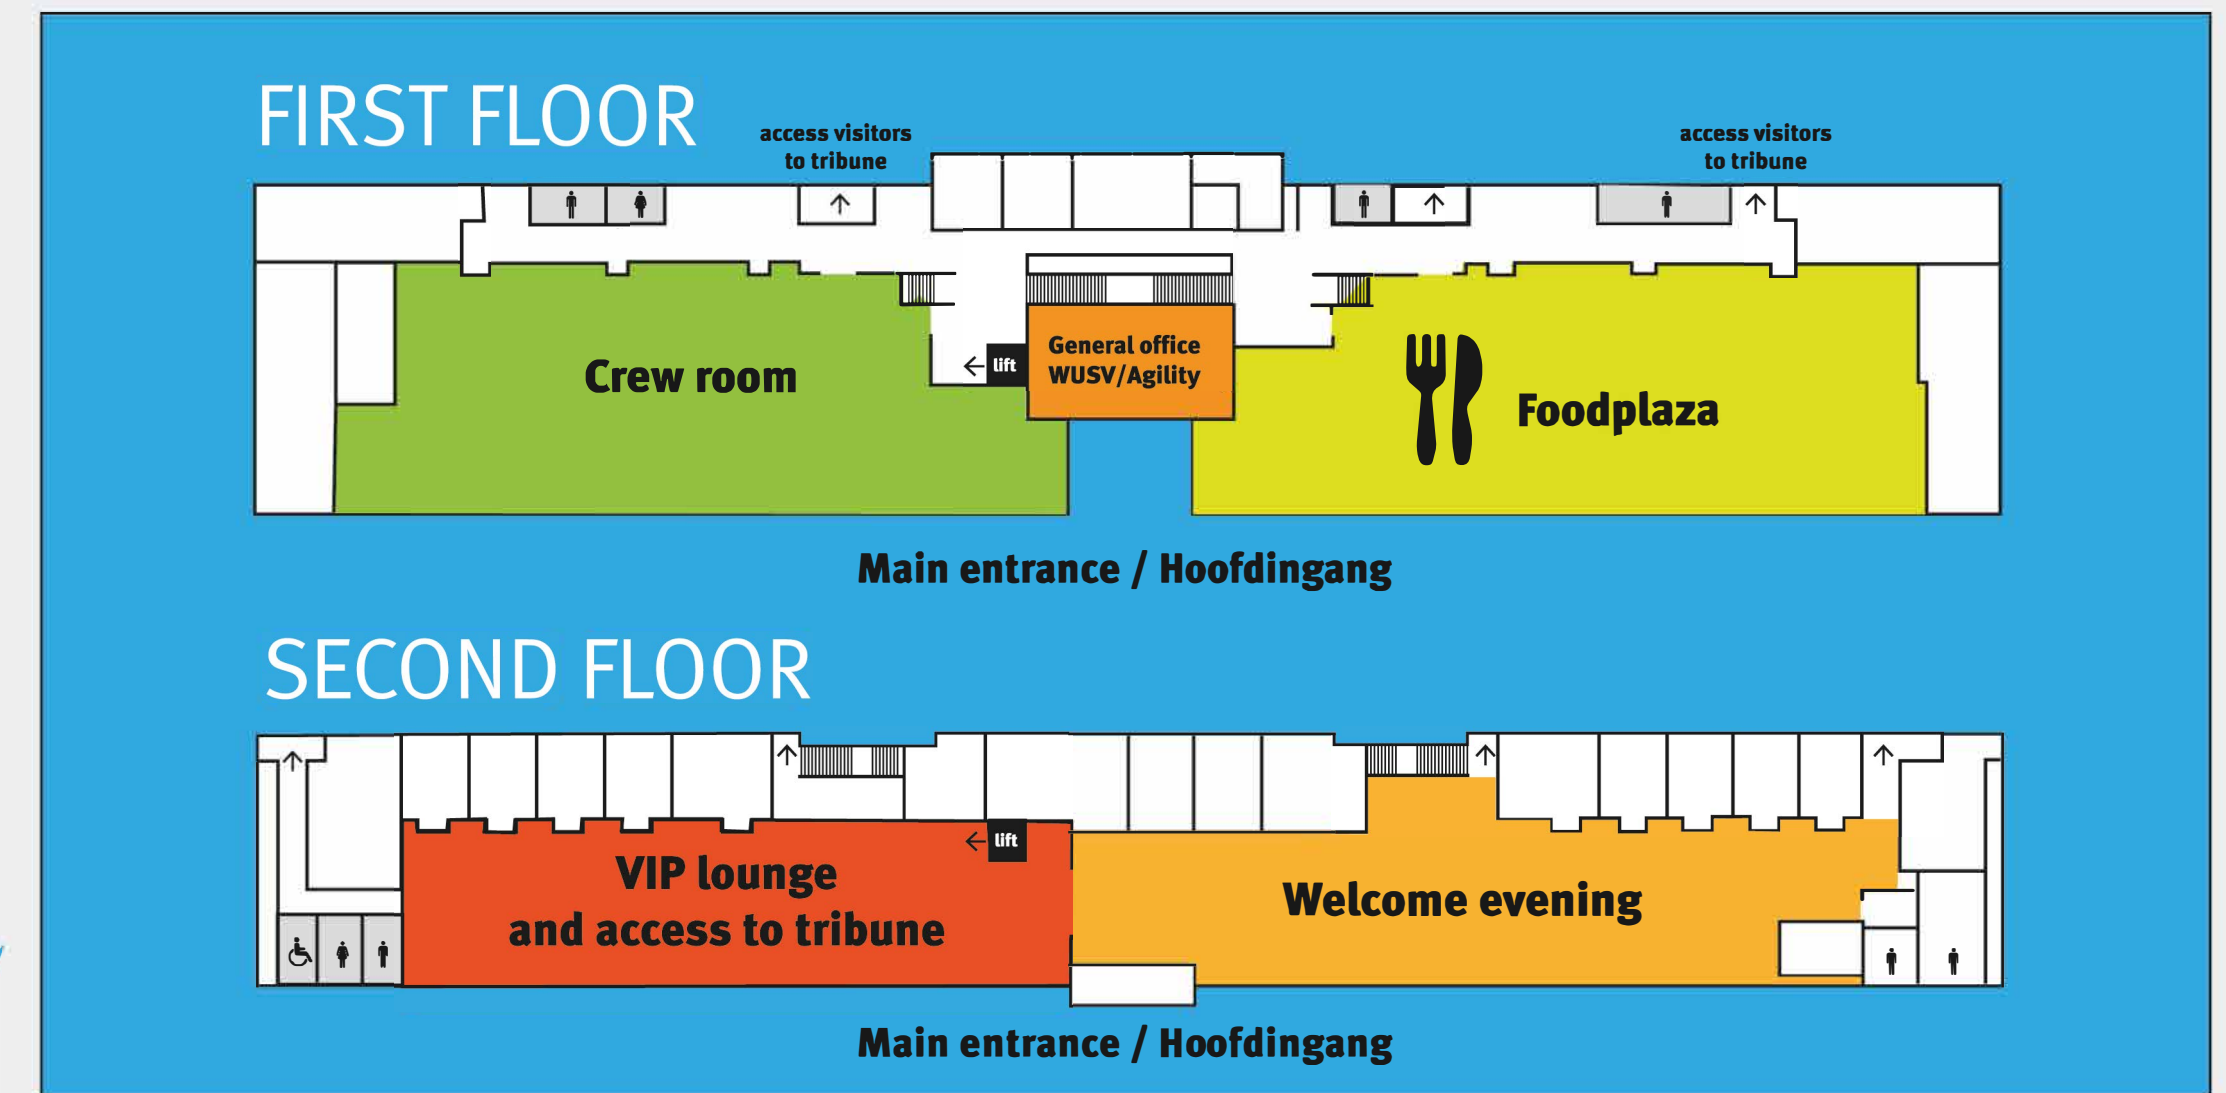 FIRST FLOOR
access visitors
to tribune
access visitors
to tribune
General office
WUSV/Agility
lift
Crew room
Foodplaza
Main entrance / Hoofdingang
SECOND FLOOR
lift
VIP lounge
and access to tribune
Welcome evening
Main entrance / Hoofdingang